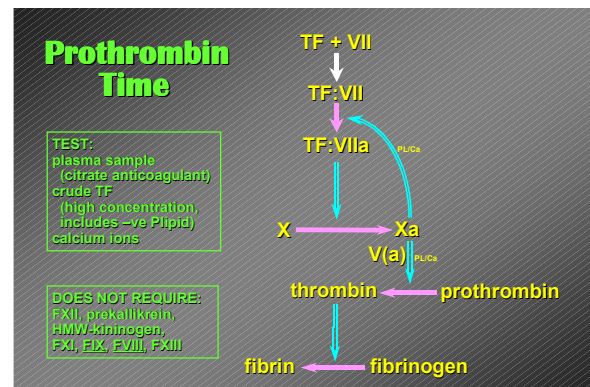 Prothrombin
Time
TEST:
plasma sample
(citrate anticoagulant)
crude TF
(high concentration,
includes –ve Plipid)
calcium ions
DOES NOT REQUIRE:
FXII, prekallikrein,
HMW-kininogen,
FXI, FIX, FVIII, FXIII
TF + VII
TF:VII
TF:VIIa
PL/Ca
X
Xa
V(a)
PL/Ca
thrombin
prothrombin
fibrin
fibrinogen